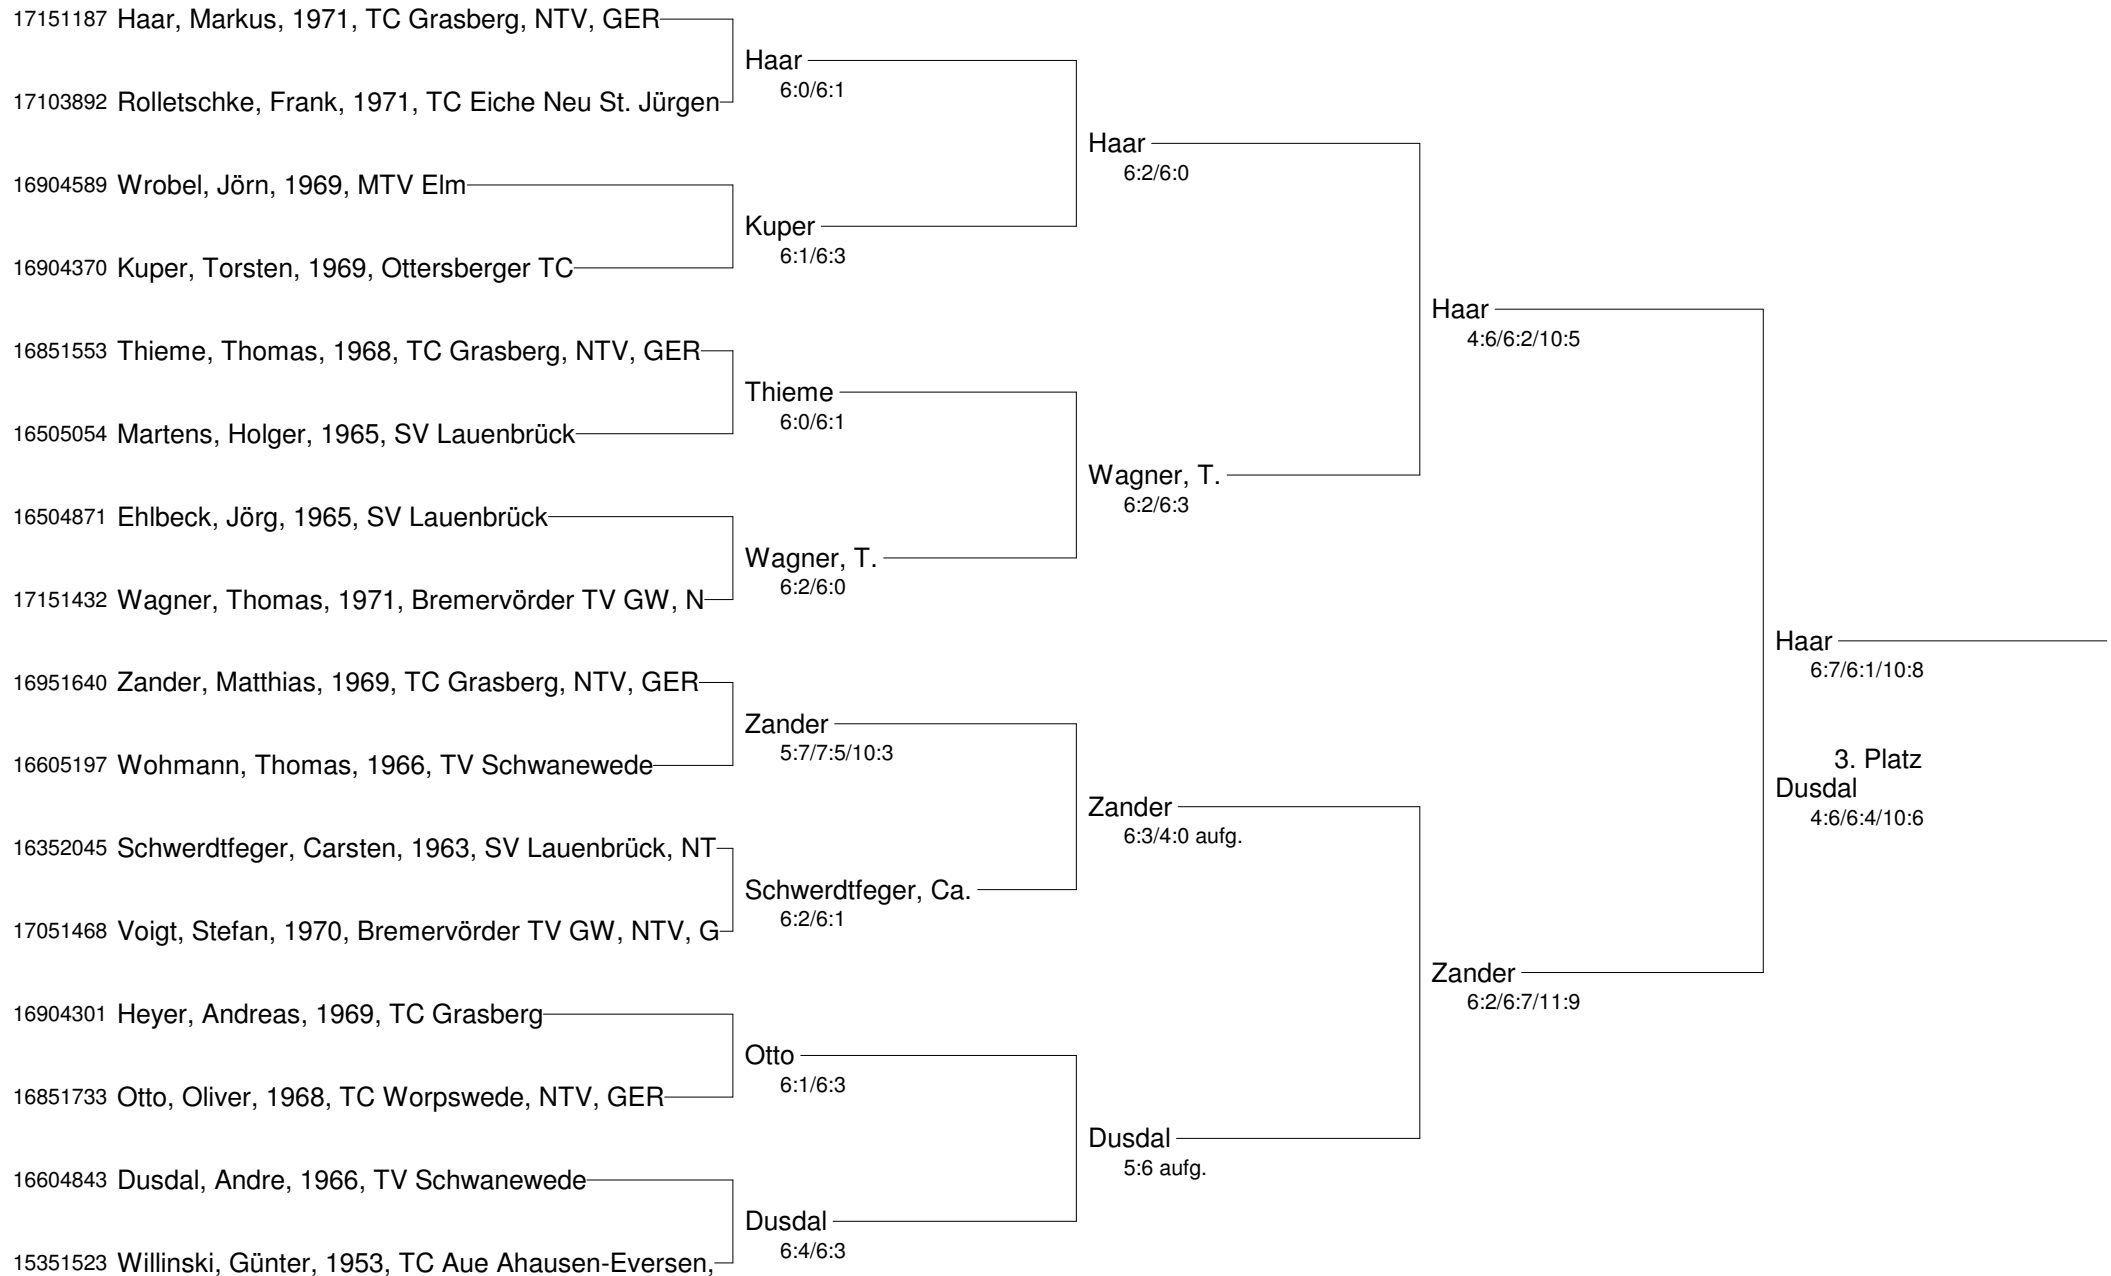 17151187 Haar, Markus, 1971, TC Grasberg, NTV, GER
17103892 Rolletschke, Frank, 1971, TC Eiche Neu St. Jürgen
16904589 Wrobel, Jörn, 1969, MTV Elm
16904370 Kuper, Torsten, 1969, Ottersberger TC
16851553 Thieme, Thomas, 1968, TC Grasberg, NTV, GER
16505054 Martens, Holger, 1965, SV Lauenbrück
16504871 Ehlbeck, Jörg, 1965, SV Lauenbrück
17151432 Wagner, Thomas, 1971, Bremervörder TV GW, N
16951640 Zander, Matthias, 1969, TC Grasberg, NTV, GER
16605197 Wohmann, Thomas, 1966, TV Schwanewede
16352045 Schwerdtfeger, Carsten, 1963, SV Lauenbrück, NT
17051468 Voigt, Stefan, 1970, Bremervörder TV GW, NTV, G
16904301 Heyer, Andreas, 1969, TC Grasberg
16851733 Otto, Oliver, 1968, TC Worpswede, NTV, GER
16604843 Dusdal, Andre, 1966, TV Schwanewede
15351523 Willinski, Günter, 1953, TC Aue Ahausen-Eversen,
Haar
6:0/6:1
Kuper
6:1/6:3
Thieme
6:0/6:1
Wagner, T.
6:2/6:0
Zander
5:7/7:5/10:3
Schwerdtfeger, Ca.
6:2/6:1
Otto
6:1/6:3
Dusdal
6:4/6:3
Haar
6:2/6:0
Wagner, T.
6:2/6:3
Zander
6:3/4:0 aufg.
Dusdal
5:6 aufg.
Haar
4:6/6:2/10:5
Zander
6:2/6:7/11:9
Haar
6:7/6:1/10:8
3. Platz
Dusdal
4:6/6:4/10:6